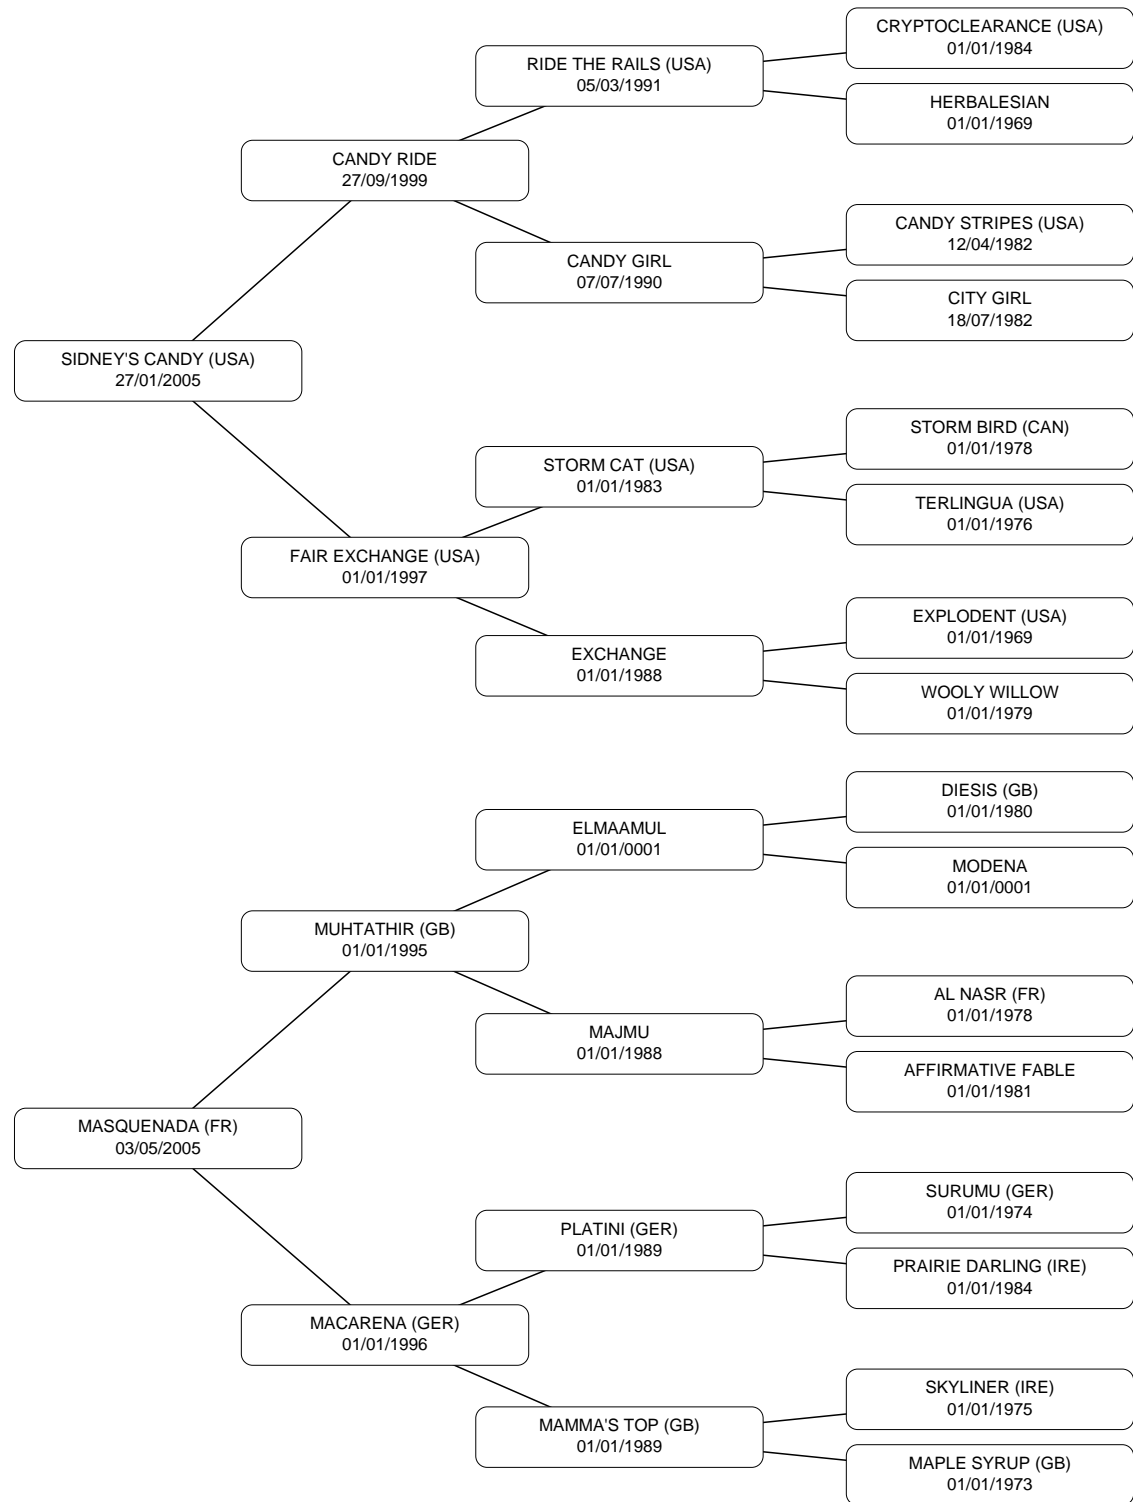 CRYPTOCLEARANCE (USA)
01/01/1984
RIDE THE RAILS (USA)
05/03/1991
HERBALESIAN
01/01/1969
CANDY RIDE
27/09/1999
CANDY STRIPES (USA)
12/04/1982
CANDY GIRL
07/07/1990
CITY GIRL
18/07/1982
SIDNEY'S CANDY (USA)
27/01/2005
STORM BIRD (CAN)
01/01/1978
STORM CAT (USA)
01/01/1983
TERLINGUA (USA)
01/01/1976
FAIR EXCHANGE (USA)
01/01/1997
EXPLODENT (USA)
01/01/1969
EXCHANGE
01/01/1988
WOOLY WILLOW
01/01/1979
DIESIS (GB)
01/01/1980
ELMAAMUL
01/01/0001
MODENA
01/01/0001
MUHTATHIR (GB)
01/01/1995
AL NASR (FR)
01/01/1978
MAJMU
01/01/1988
AFFIRMATIVE FABLE
01/01/1981
MASQUENADA (FR)
03/05/2005
SURUMU (GER)
01/01/1974
PLATINI (GER)
01/01/1989
PRAIRIE DARLING (IRE)
01/01/1984
MACARENA (GER)
01/01/1996
SKYLINER (IRE)
01/01/1975
MAMMA'S TOP (GB)
01/01/1989
MAPLE SYRUP (GB)
01/01/1973